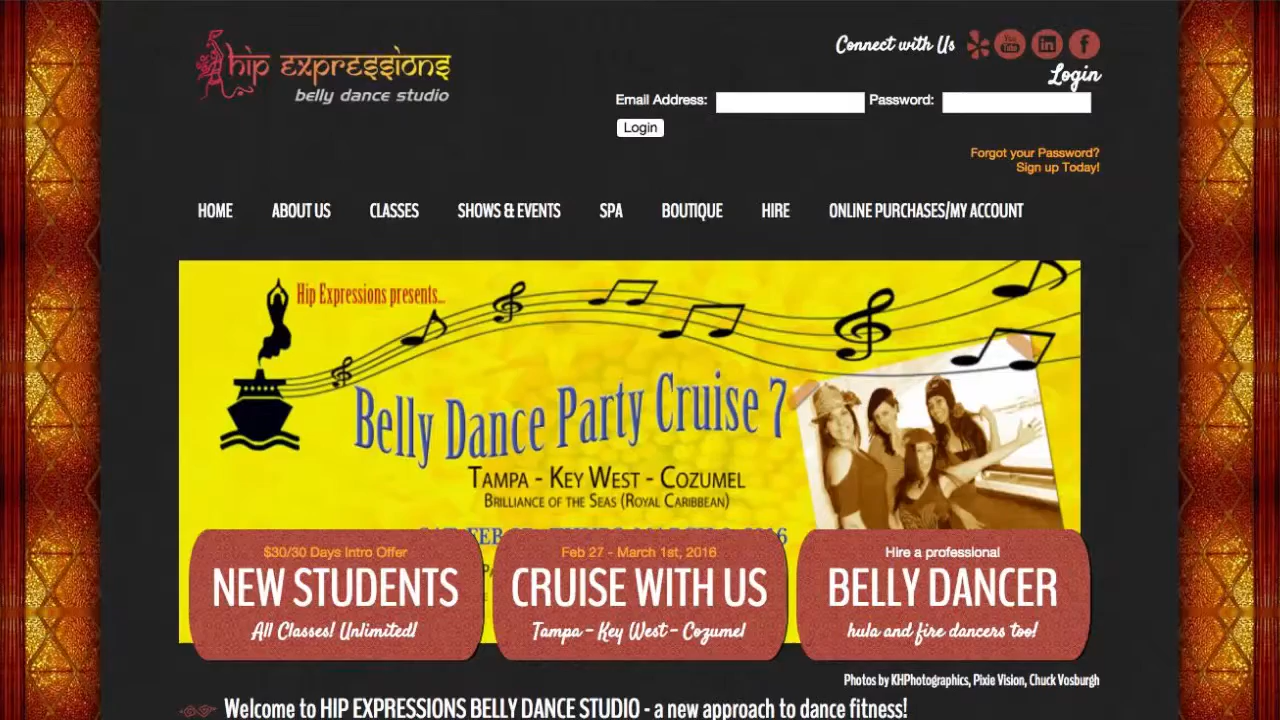 hip expressions
belly dance studio
Connect with Us
You Tube
in
f
Login
Email Address:
Password:
Login
Forgot your Password?
Sign up Today!
HOME
ABOUT US
CLASSES
SHOWS & EVENTS
SPA
BOUTIQUE
HIRE
ONLINE PURCHASES/MY ACCOUNT
Hip Expressions presents...
Belly Dance Party Cruise 7
TAMPA - KEY WEST - COZUMEL
BRILLIANCE OF THE SEAS (ROYAL CARIBBEAN)
$30/30 Days Intro Offer
NEW STUDENTS
All Classes! Unlimited!
Feb 27 - March 1st, 2016
CRUISE WITH US
Tampa - Key West - Cozumel
Hire a professional
BELLY DANCER
hula and fire dancers too!
Photos by KHPhotographics, Pixie Vision, Chuck Vosburgh
Welcome to HIP EXPRESSIONS BELLY DANCE STUDIO - a new approach to dance fitness!